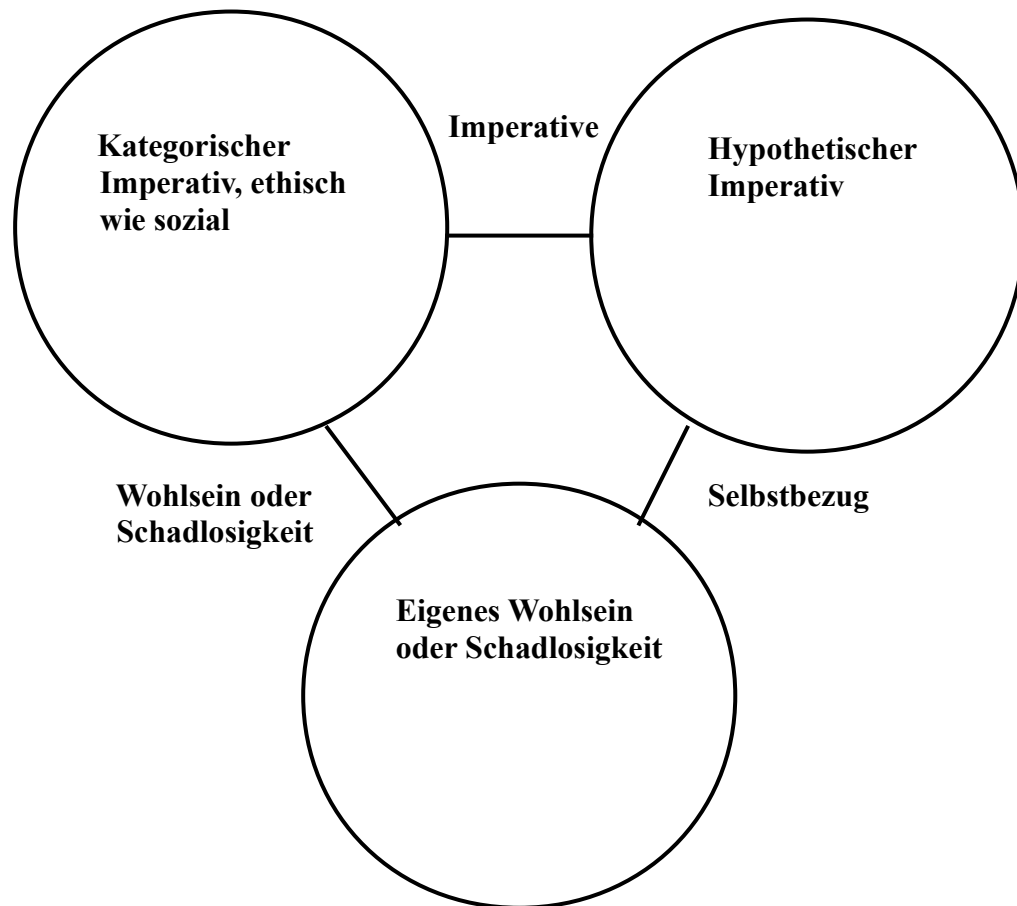 Kategorischer
Imperativ, ethisch
wie sozial
Imperative
Hypothetischer
Imperativ
Wohlsein oder
Schadlosigkeit
Selbstbezug
Eigenes Wohlsein
oder Schadlosigkeit